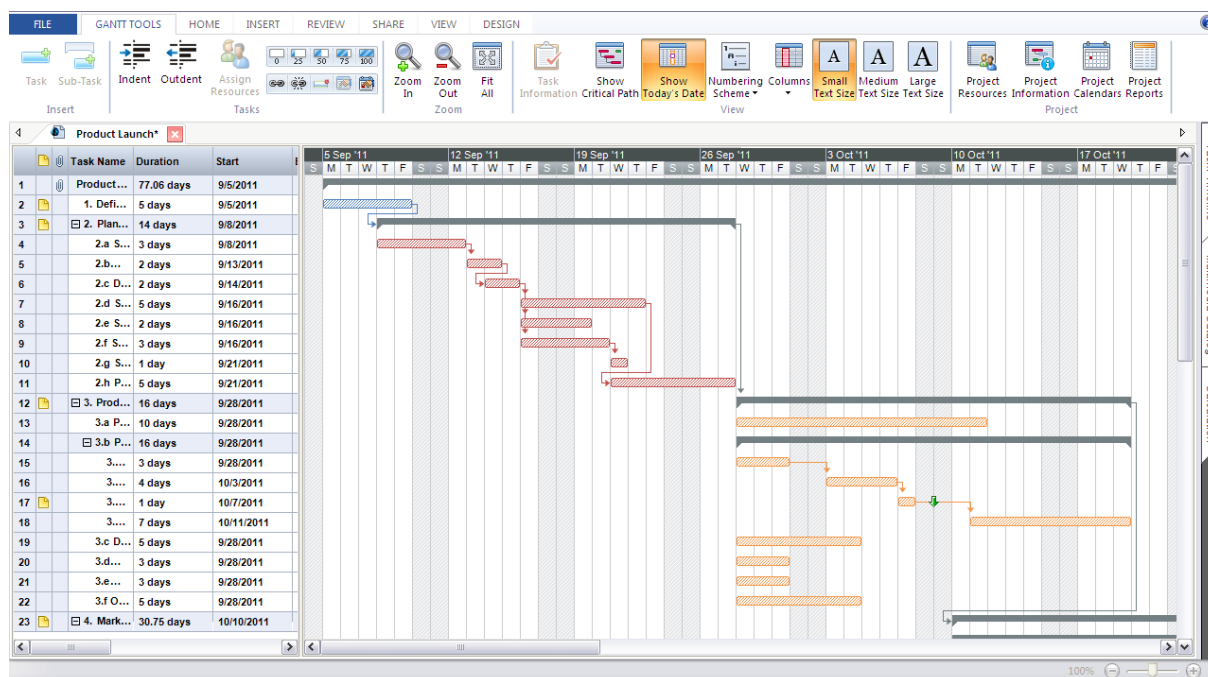 FILE GANTT TOOLS HOME INSERT REVIEW SHARE VIEW DESIGN
0 25 50 75 100
Task Sub-Task Indent Outdent Assign Resources Zoom In Zoom Out Fit All Task Information Show Critical Path Show Today's Date Numbering Scheme Columns Small Text Size Medium Text Size Large Text Size Project Resources Project Information Project Calendars Project Reports
Insert Tasks Zoom View Project
Product Launch*
Task Name Duration Start
5 Sep '11 12 Sep '11 19 Sep '11 26 Sep '11 3 Oct '11 10 Oct '11 17 Oct '11
S M T W T F S S M T W T F S S M T W T F S S M T W T F S S M T W T F S S M T W T F S S M T W T F S
1 Product... 77.06 days 9/5/2011
2 1. Defi... 5 days 9/5/2011
3 2. Plan... 14 days 9/8/2011
4 2.a S... 3 days 9/8/2011
5 2.b... 2 days 9/13/2011
6 2.c D... 2 days 9/14/2011
7 2.d S... 5 days 9/16/2011
8 2.e S... 2 days 9/16/2011
9 2.f S... 3 days 9/16/2011
10 2.g S... 1 day 9/21/2011
11 2.h P... 5 days 9/21/2011
12 3. Prod... 16 days 9/28/2011
13 3.a P... 10 days 9/28/2011
14 3.b P... 16 days 9/28/2011
15 3.... 3 days 9/28/2011
16 3.... 4 days 10/3/2011
17 3.... 1 day 10/7/2011
18 3.... 7 days 10/11/2011
19 3.c D... 5 days 9/28/2011
20 3.d... 3 days 9/28/2011
21 3.e... 3 days 9/28/2011
22 3.f O... 5 days 9/28/2011
23 4. Mark... 30.75 days 10/10/2011
100%